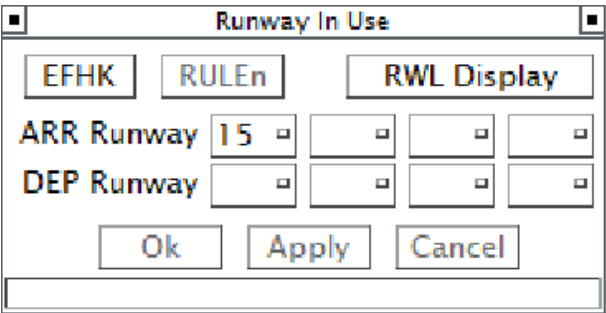 Runway In Use
EFHK RULEn RWL Display
ARR Runway 15
DEP Runway
Ok Apply Cancel